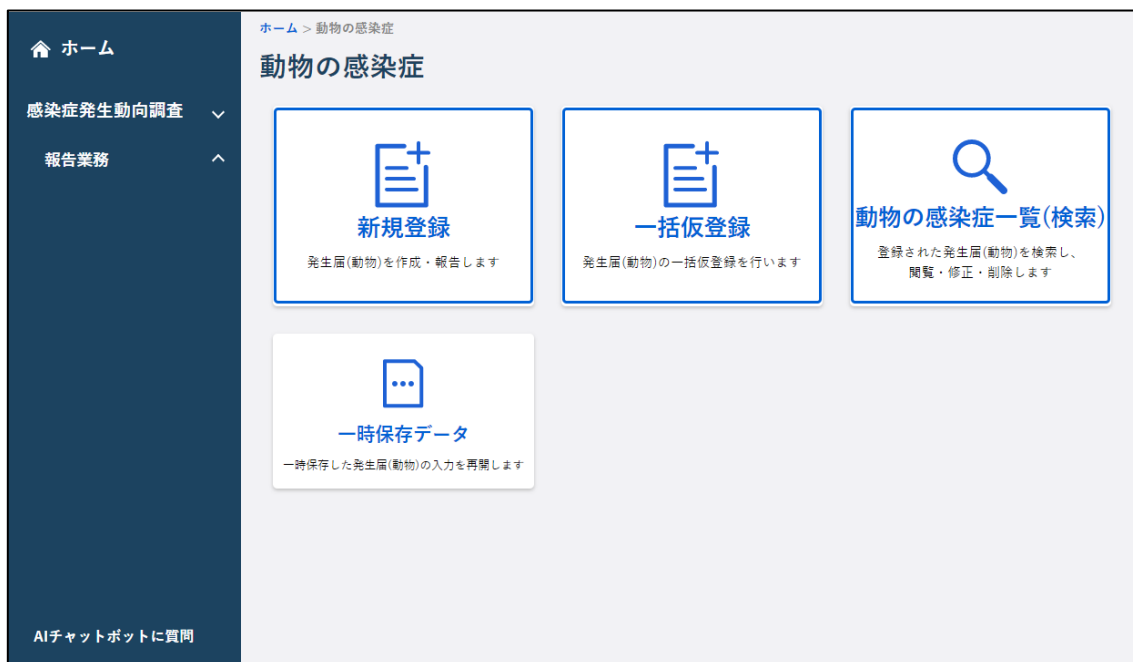 ホーム
感染症発生動向調査
報告業務
AIチャットボットに質問
ホーム > 動物の感染症
動物の感染症
新規登録
発生届(動物)を作成・報告します
一括仮登録
発生届(動物)の一括仮登録を行います
動物の感染症一覧(検索)
登録された発生届(動物)を検索し、
閲覧・修正・削除します
一時保存データ
一時保存した発生届(動物)の入力を再開します